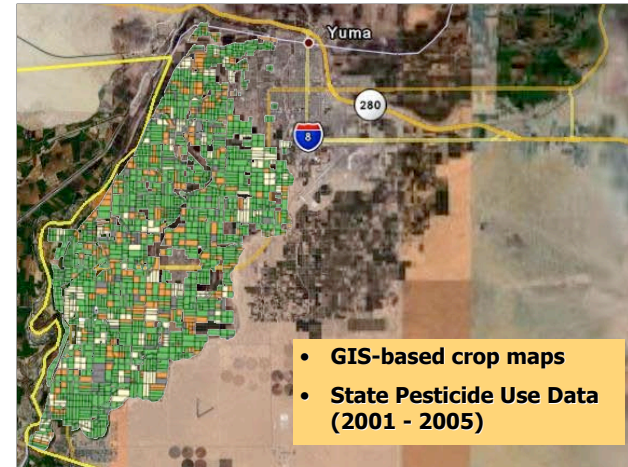 Yuma
280
8
• GIS-based crop maps
• State Pesticide Use Data
(2001 - 2005)